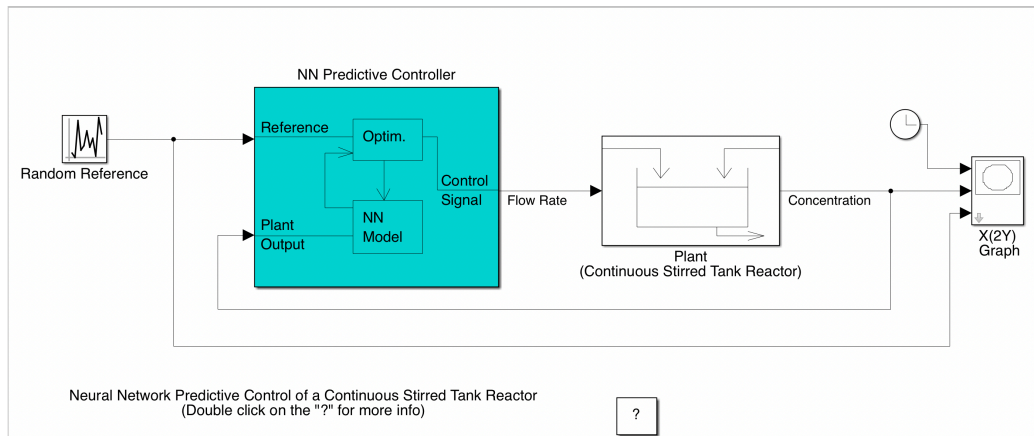 NN Predictive Controller
Random Reference
Reference
Optim.
Control
Signal
Plant
Output
NN
Model
Flow Rate
Plant
(Continuous Stirred Tank Reactor)
Concentration
X(2Y)
Graph
Neural Network Predictive Control of a Continuous Stirred Tank Reactor
(Double click on the "?" for more info)
?